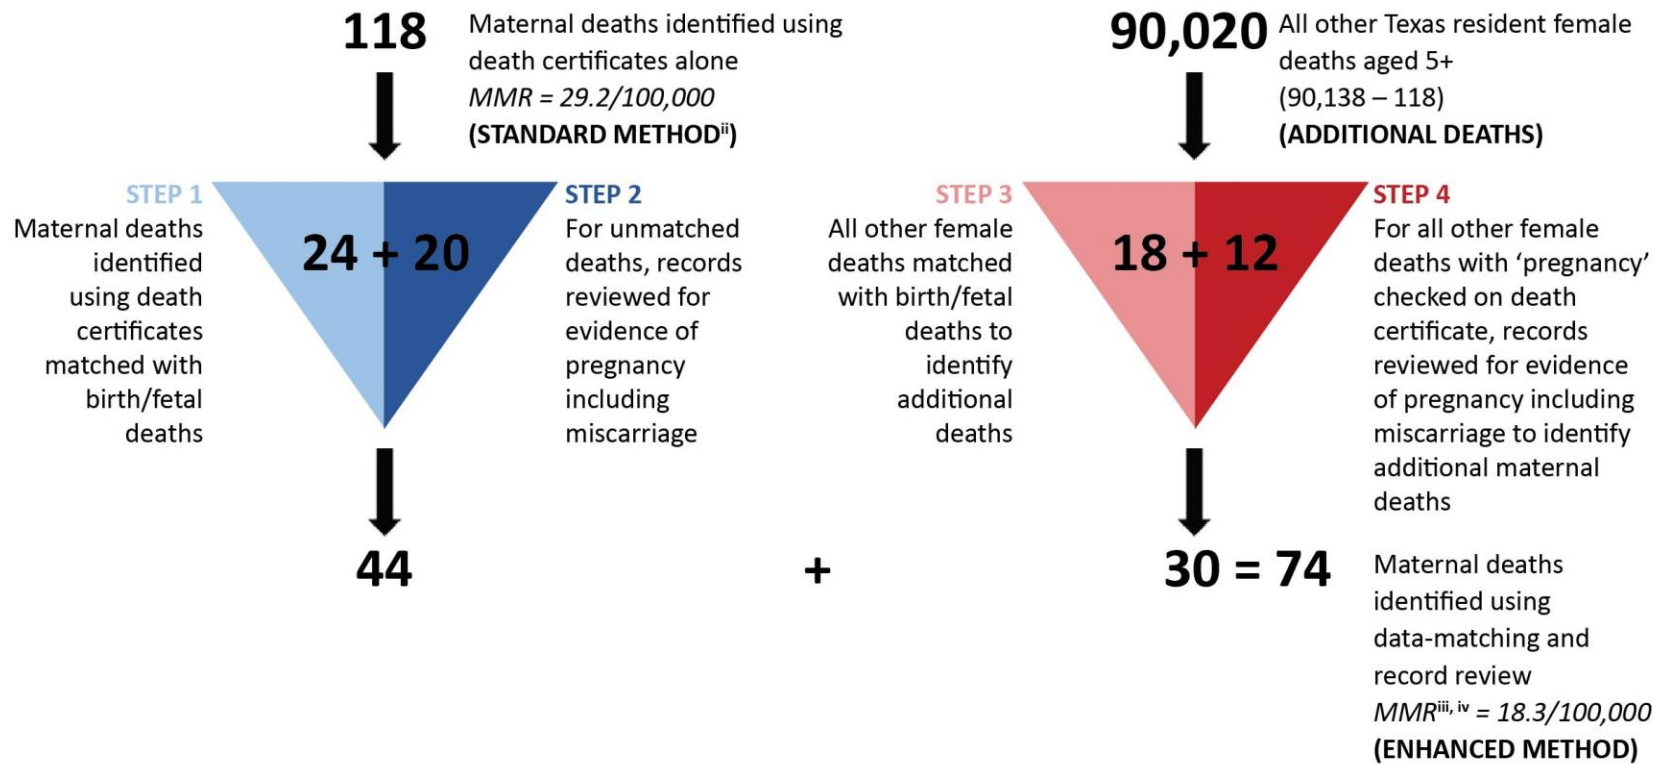 118
Maternal deaths identified using
death certificates alone
MMR = 29.2/100,000
(STANDARD METHODⁱⁱ)
90,020
All other Texas resident female
deaths aged 5+
(90,138 – 118)
(ADDITIONAL DEATHS)
STEP 1
Maternal deaths
identified
using death
certificates
matched with
birth/fetal
deaths
24 + 20
STEP 2
For unmatched
deaths, records
reviewed for
evidence of
pregnancy
including
miscarriage
STEP 3
All other female
deaths matched
with birth/fetal
deaths to
identify
additional
deaths
18 + 12
STEP 4
For all other female
deaths with ‘pregnancy’
checked on death
certificate, records
reviewed for evidence
of pregnancy including
miscarriage to identify
additional maternal
deaths
44
+
30 = 74
Maternal deaths
identified using
data-matching and
record review
MMRⁱⁱⁱ, ⁱᵛ = 18.3/100,000
(ENHANCED METHOD)